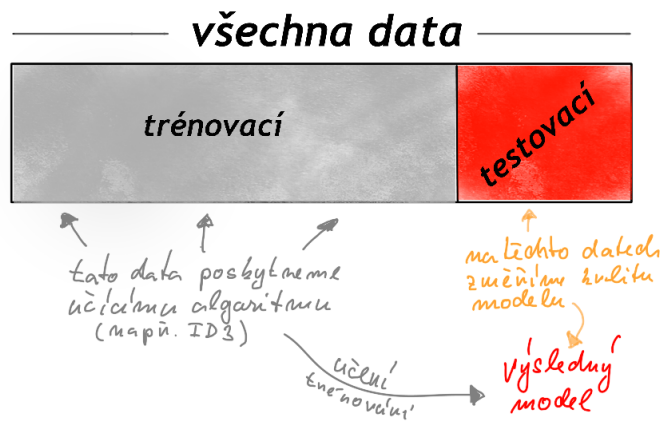 všechna data
trénovací
testovací
tato data poskytneme
učícímu algoritmu
(např. ID3)
na těchto datech
změříme kvalitu
modelu
učení
trénování
výsledný
model